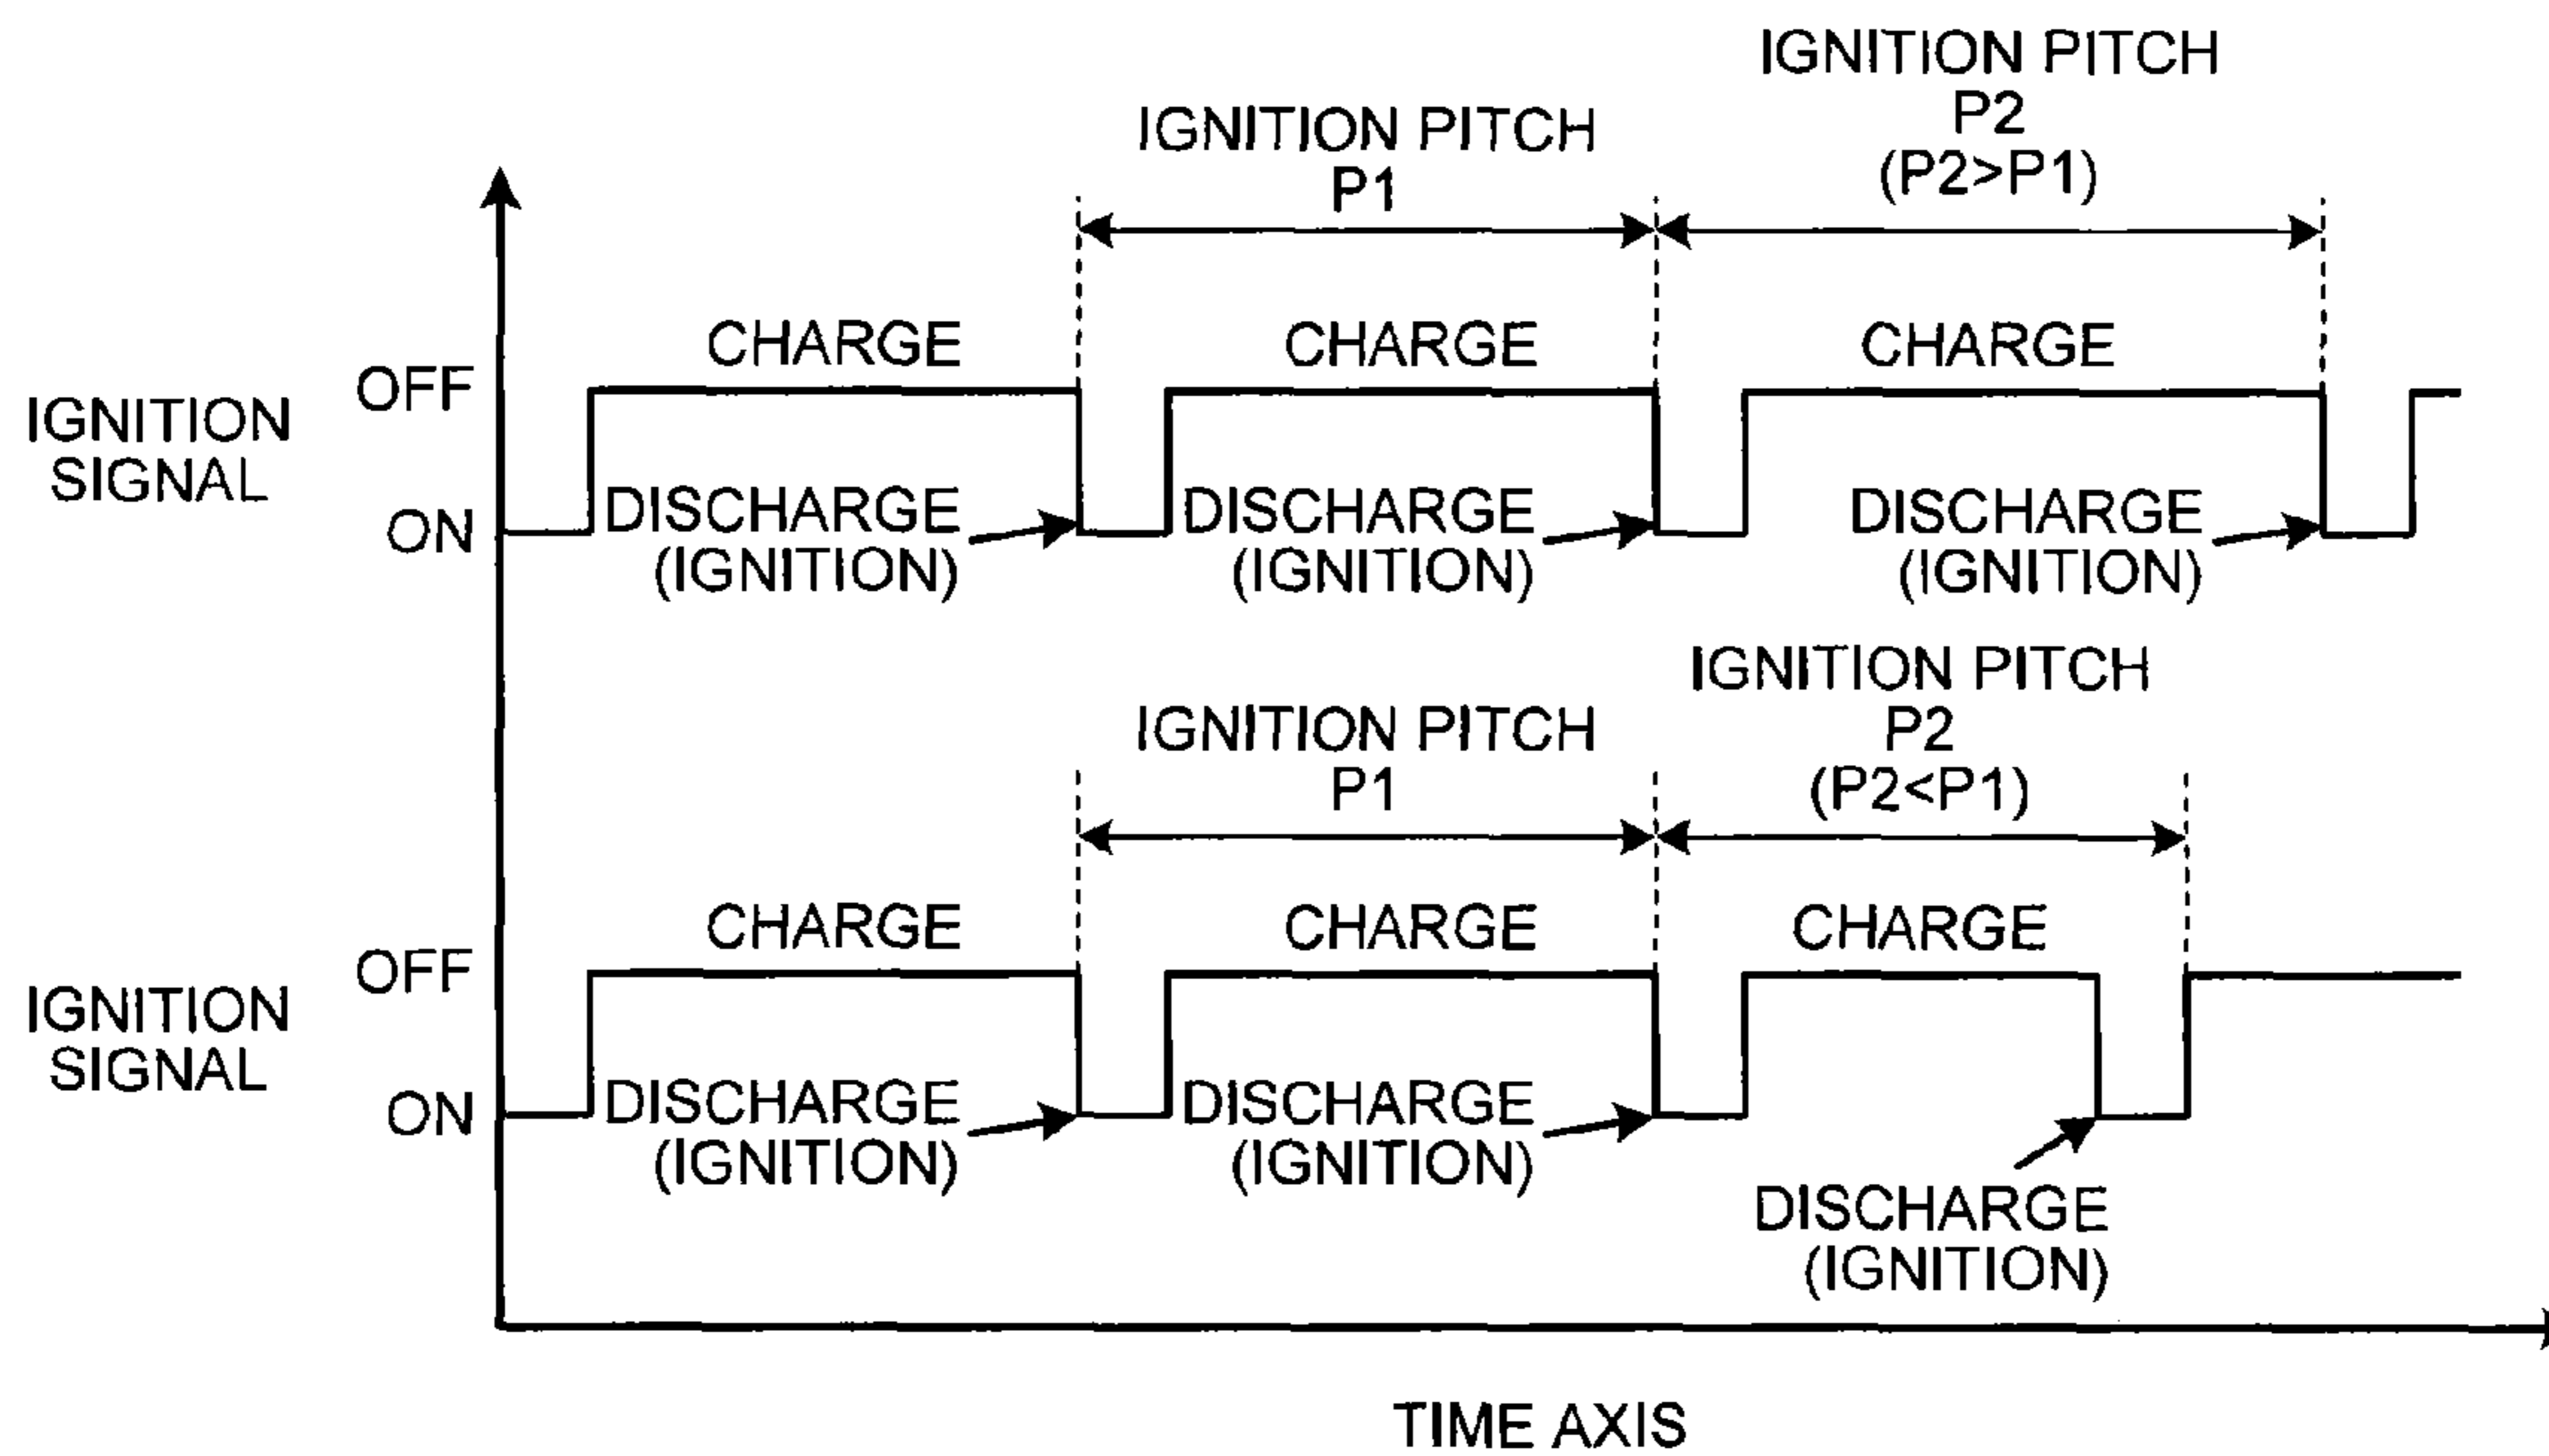 IGNITION PITCH
P2
(P2>P1)
IGNITION PITCH
P1
CHARGE
CHARGE
CHARGE
OFF
IGNITION
SIGNAL
ON
DISCHARGE
(IGNITION)
DISCHARGE
(IGNITION)
DISCHARGE
(IGNITION)
IGNITION PITCH
P2
(P2<P1)
IGNITION PITCH
P1
CHARGE
CHARGE
CHARGE
OFF
IGNITION
SIGNAL
ON
DISCHARGE
(IGNITION)
DISCHARGE
(IGNITION)
DISCHARGE
(IGNITION)
TIME AXIS